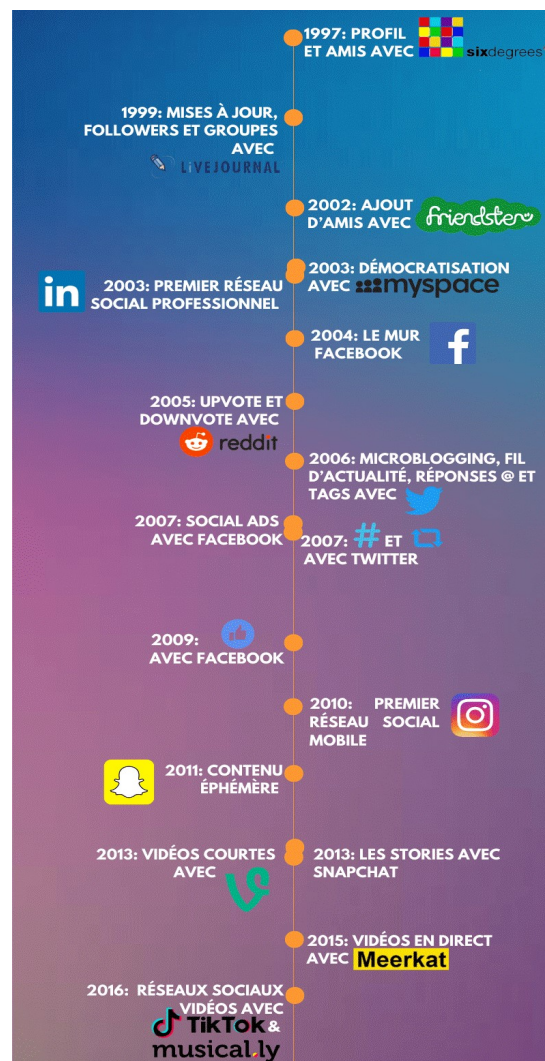 1997: PROFIL
ET AMIS AVEC
sixdegrees
1999: MISES À JOUR,
FOLLOWERS ET GROUPES
AVEC
LiVEJOURNAL
2002: AJOUT
D'AMIS AVEC
friendster
2003: DÉMOCRATISATION
AVEC myspace
in
2003: PREMIER RÉSEAU
SOCIAL PROFESSIONNEL
2004: LE MUR
FACEBOOK
f
2005: UPVOTE ET
DOWNVOTE AVEC
reddit
2006: MICROBLOGGING, FIL
D'ACTUALITÉ, RÉPONSES @ ET
TAGS AVEC
2007: SOCIAL ADS
AVEC FACEBOOK
2007: # ET
AVEC TWITTER
2009:
AVEC FACEBOOK
2010: PREMIER
RÉSEAU SOCIAL
MOBILE
2011: CONTENU
ÉPHÉMÈRE
2013: VIDÉOS COURTES
AVEC
2013: LES STORIES AVEC
SNAPCHAT
2015: VIDÉOS EN DIRECT
AVEC Meerkat
2016: RÉSEAUX SOCIAUX
VIDÉOS AVEC
TikTok &
musical.ly